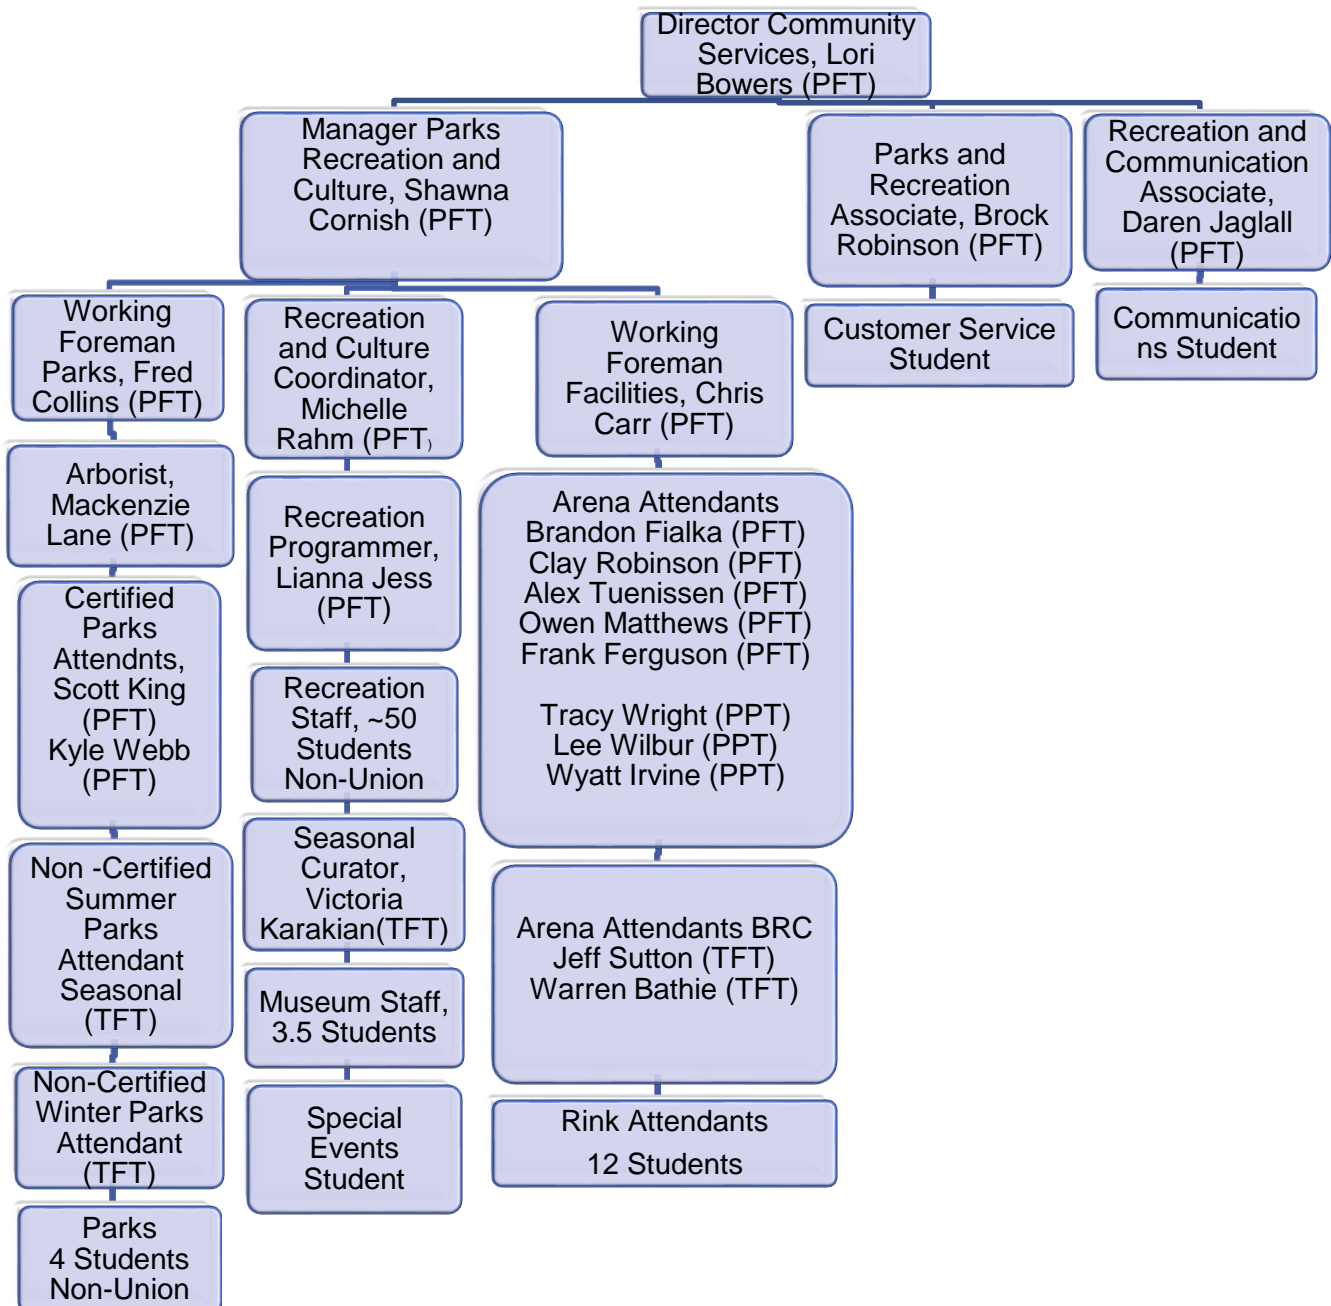 Director Community
Services, Lori
Bowers (PFT)
Manager Parks
Recreation and
Culture, Shawna
Cornish (PFT)
Parks and
Recreation
Associate, Brock
Robinson (PFT)
Recreation and
Communication
Associate,
Daren Jaglall
(PFT)
Customer Service
Student
Communicatio
ns Student
Working
Foreman
Parks, Fred
Collins (PFT)
Arborist,
Mackenzie
Lane (PFT)
Certified
Parks
Attendnts,
Scott King
(PFT)
Kyle Webb
(PFT)
Non -Certified
Summer
Parks
Attendant
Seasonal
(TFT)
Non-Certified
Winter Parks
Attendant
(TFT)
Parks
4 Students
Non-Union
Recreation
and Culture
Coordinator,
Michelle
Rahm (PFT)
Recreation
Programmer,
Lianna Jess
(PFT)
Recreation
Staff, ~50
Students
Non-Union
Seasonal
Curator,
Victoria
Karakian(TFT)
Museum Staff,
3.5 Students
Special
Events
Student
Working
Foreman
Facilities, Chris
Carr (PFT)
Arena Attendants
Brandon Fialka (PFT)
Clay Robinson (PFT)
Alex Tuenissen (PFT)
Owen Matthews (PFT)
Frank Ferguson (PFT)
Tracy Wright (PPT)
Lee Wilbur (PPT)
Wyatt Irvine (PPT)
Arena Attendants BRC
Jeff Sutton (TFT)
Warren Bathie (TFT)
Rink Attendants
12 Students